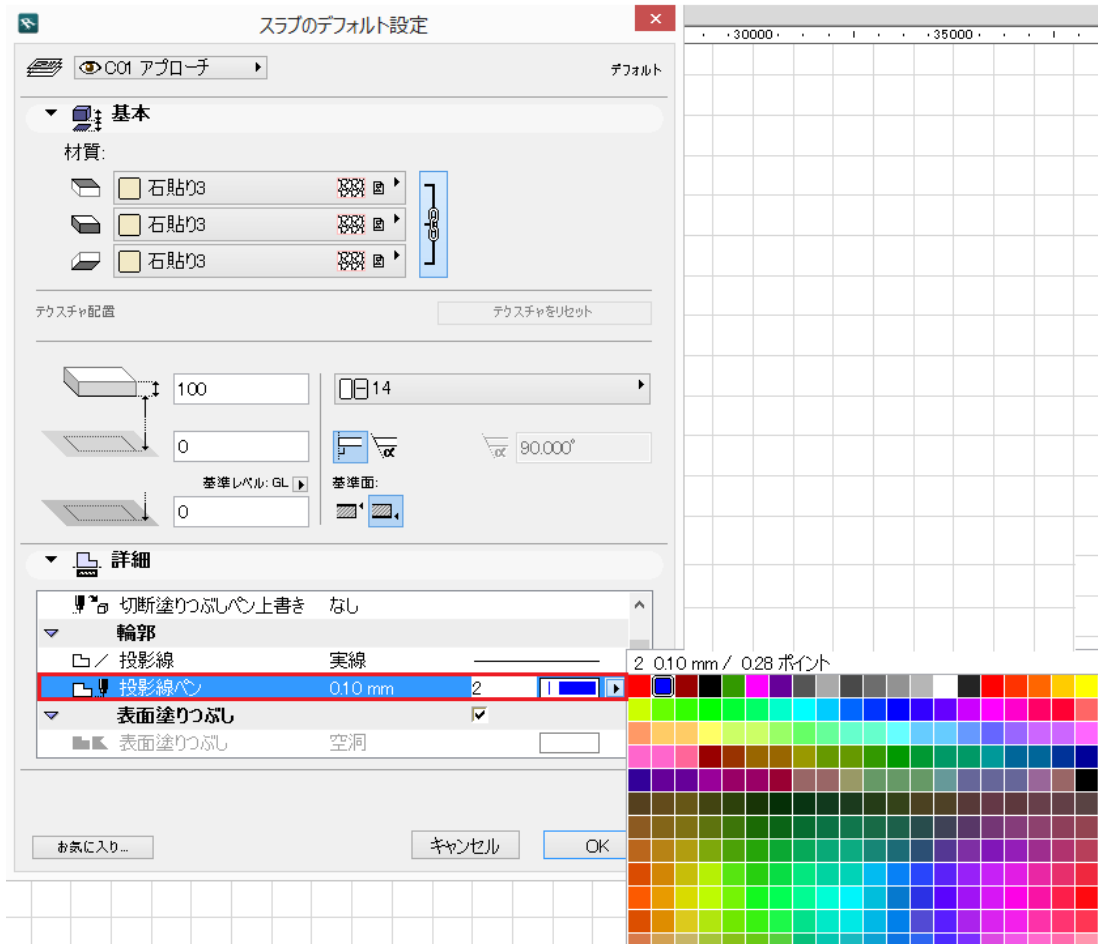 スラブのデフォルト設定
30000
35000
C01 アプローチ
デフォルト
基本
材質:
石貼り3
石貼り3
石貼り3
テクスチャ配置
テクスチャをリセット
100
14
0
α
α
90.000°
基準レベル: GL
基準面:
0
詳細
切断塗りつぶしペン上書き なし
輪郭
投影線 実線
2 0.10 mm / 0.28 ポイント
投影線ペン 0.10 mm 2
表面塗りつぶし
表面塗りつぶし 空洞
お気に入り...
キャンセル
OK